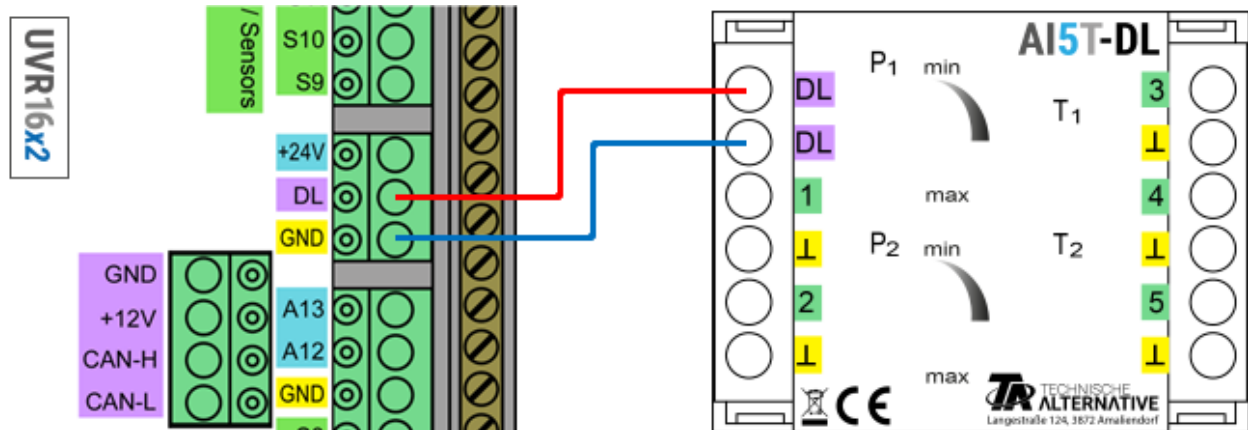 UVR16x2
/ Sensors
S10
S9
+24V
DL
GND
A13
A12
GND
GND
+12V
CAN-H
CAN-L
AI5T-DL
P1
min
max
P2
min
max
T1
T2
DL
DL
1
⊥
2
⊥
3
⊥
4
⊥
5
⊥
CE
TA TECHNISCHE
ALTERNATIVE
Langestraße 124, 3872 Amaliendorf